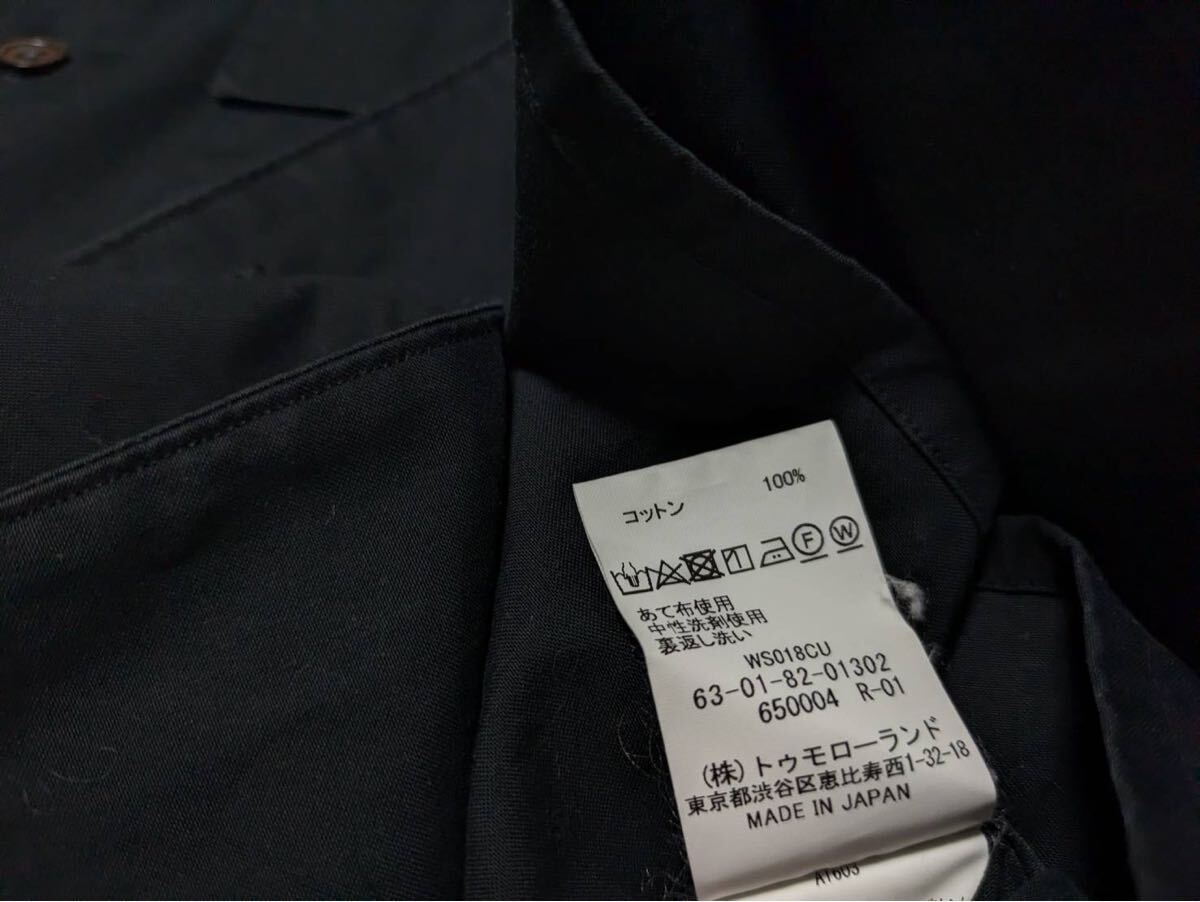 コットン 100%
F W
あて布使用
中性洗剤使用
裏返し洗い
WS018CU
63-01-82-01302
650004 R-01
(株)トゥモローランド
東京都渋谷区恵比寿西1-32-18
MADE IN JAPAN
A1603